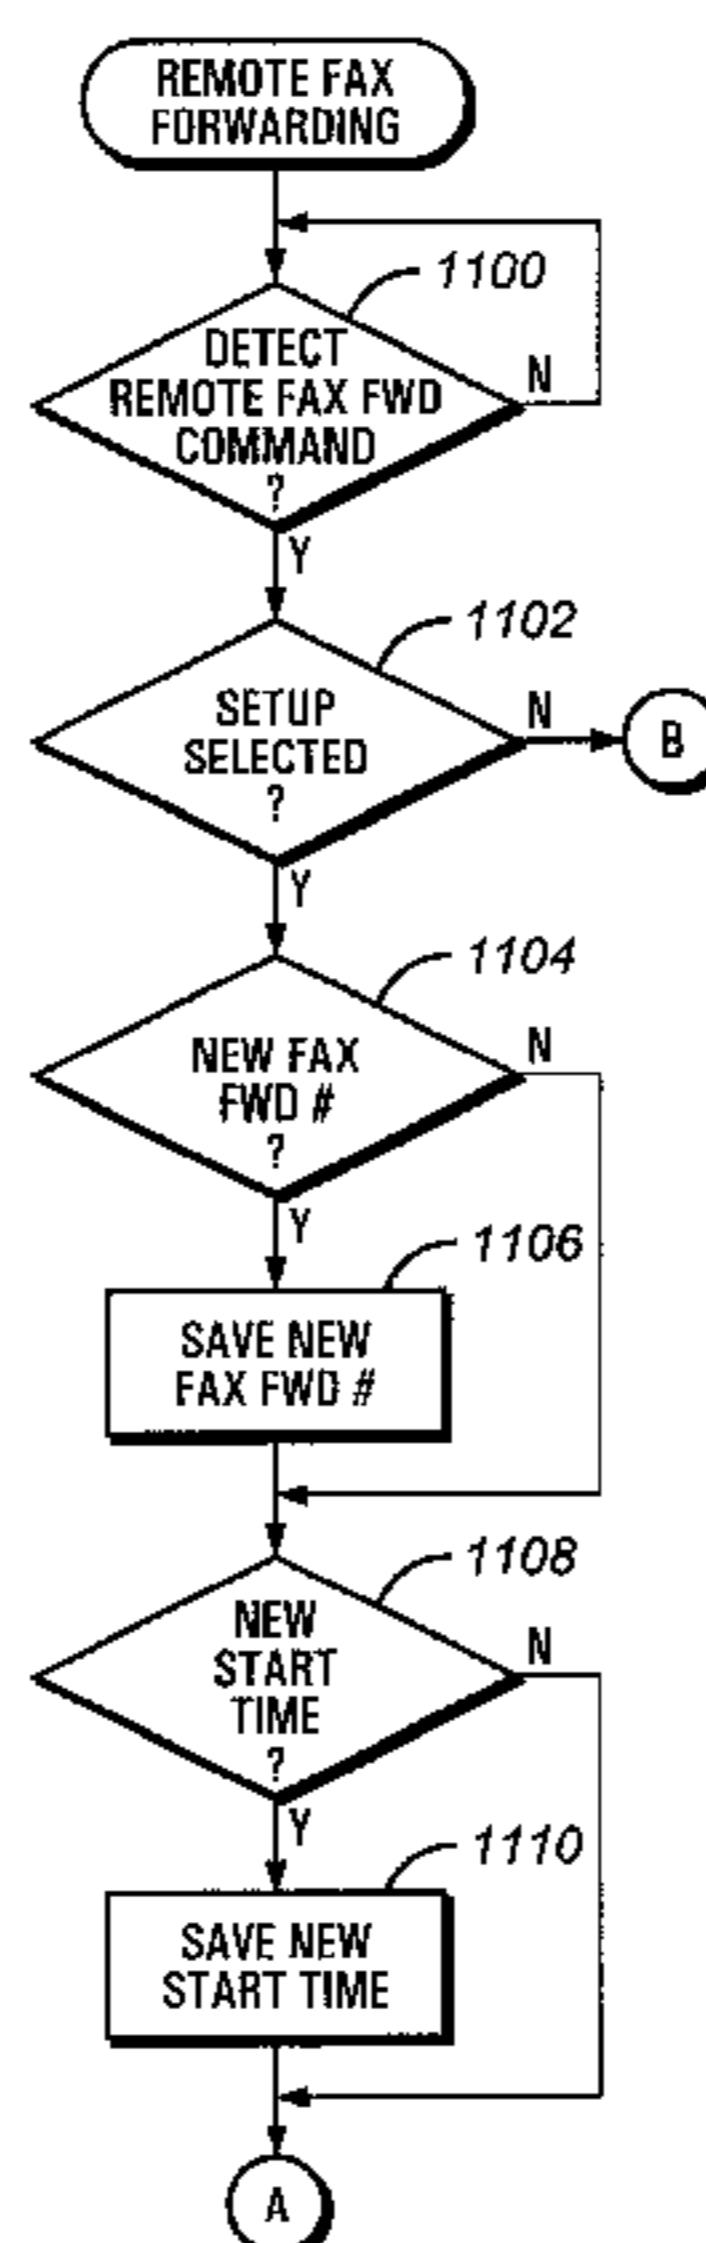 REMOTE FAX
FORWARDING
1100
DETECT
REMOTE FAX FWD
COMMAND
?
N
Y
1102
SETUP
SELECTED
?
N
B
Y
1104
NEW FAX
FWD #
?
N
Y
1106
SAVE NEW
FAX FWD #
1108
NEW
START
TIME
?
N
Y
1110
SAVE NEW
START TIME
A